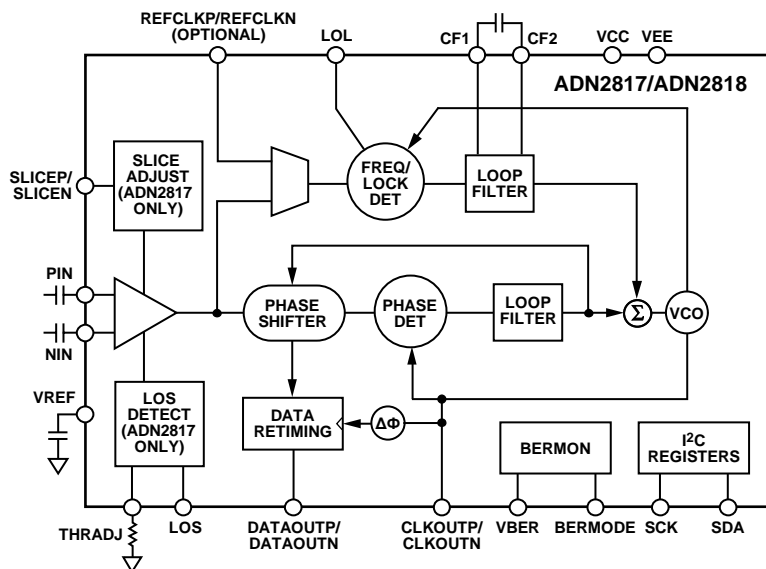 REFCLKP/REFCLKN
(OPTIONAL)
LOL
CF1
CF2
VCC
VEE
ADN2817/ADN2818
SLICEP/
SLICEN
SLICE
ADJUST
(ADN2817
ONLY)
FREQ/
LOCK
DET
LOOP
FILTER
PIN
NIN
PHASE
SHIFTER
PHASE
DET
LOOP
FILTER
Σ
VCO
VREF
LOS
DETECT
(ADN2817
ONLY)
DATA
RETIMING
ΔΦ
BERMON
I²C
REGISTERS
THRADJ
LOS
DATAOUTP/
DATAOUTN
CLKOUTP/
CLKOUTN
VBER
BERMODE
SCK
SDA